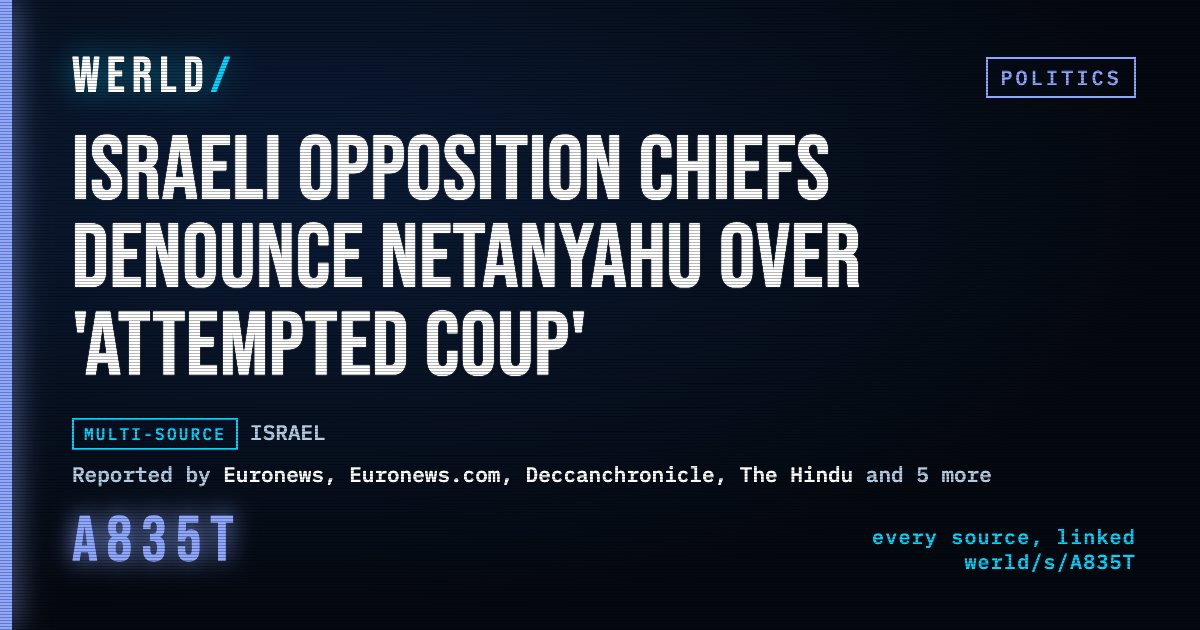 WERLD/
POLITICS
ISRAELI OPPOSITION CHIEFS
DENOUNCE NETANYAHU OVER
'ATTEMPTED COUP'
MULTI-SOURCE ISRAEL
Reported by Euronews, Euronews.com, Deccanchronicle, The Hindu and 5 more
A835T
every source, linked
werld/s/A835T